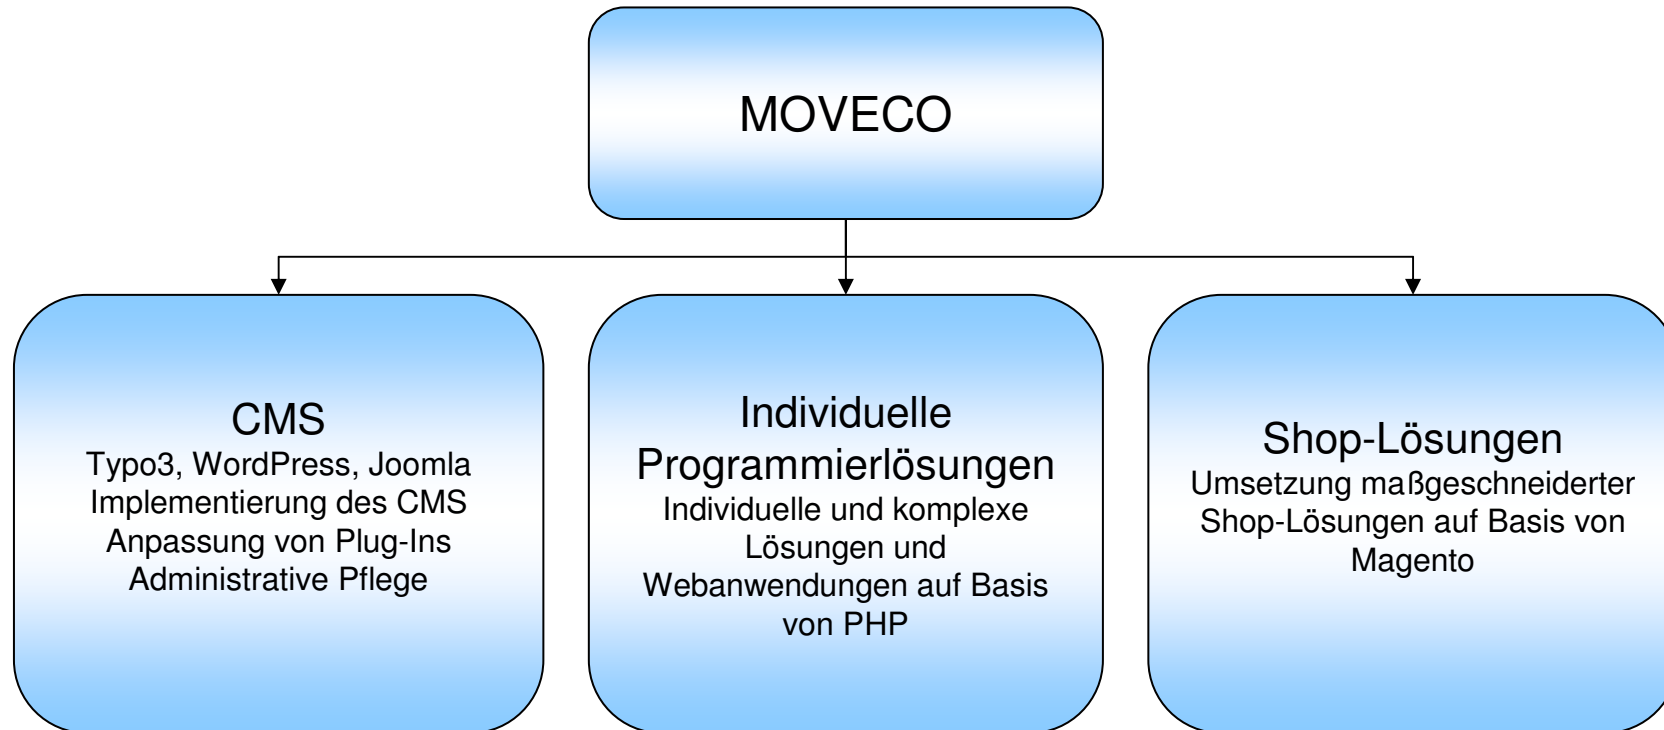 MOVECO
CMS
Typo3, WordPress, Joomla
Implementierung des CMS
Anpassung von Plug-Ins
Administrative Pflege
Individuelle
Programmierlösungen
Individuelle und komplexe
Lösungen und
Webanwendungen auf Basis
von PHP
Shop-Lösungen
Umsetzung maßgeschneiderter
Shop-Lösungen auf Basis von
Magento